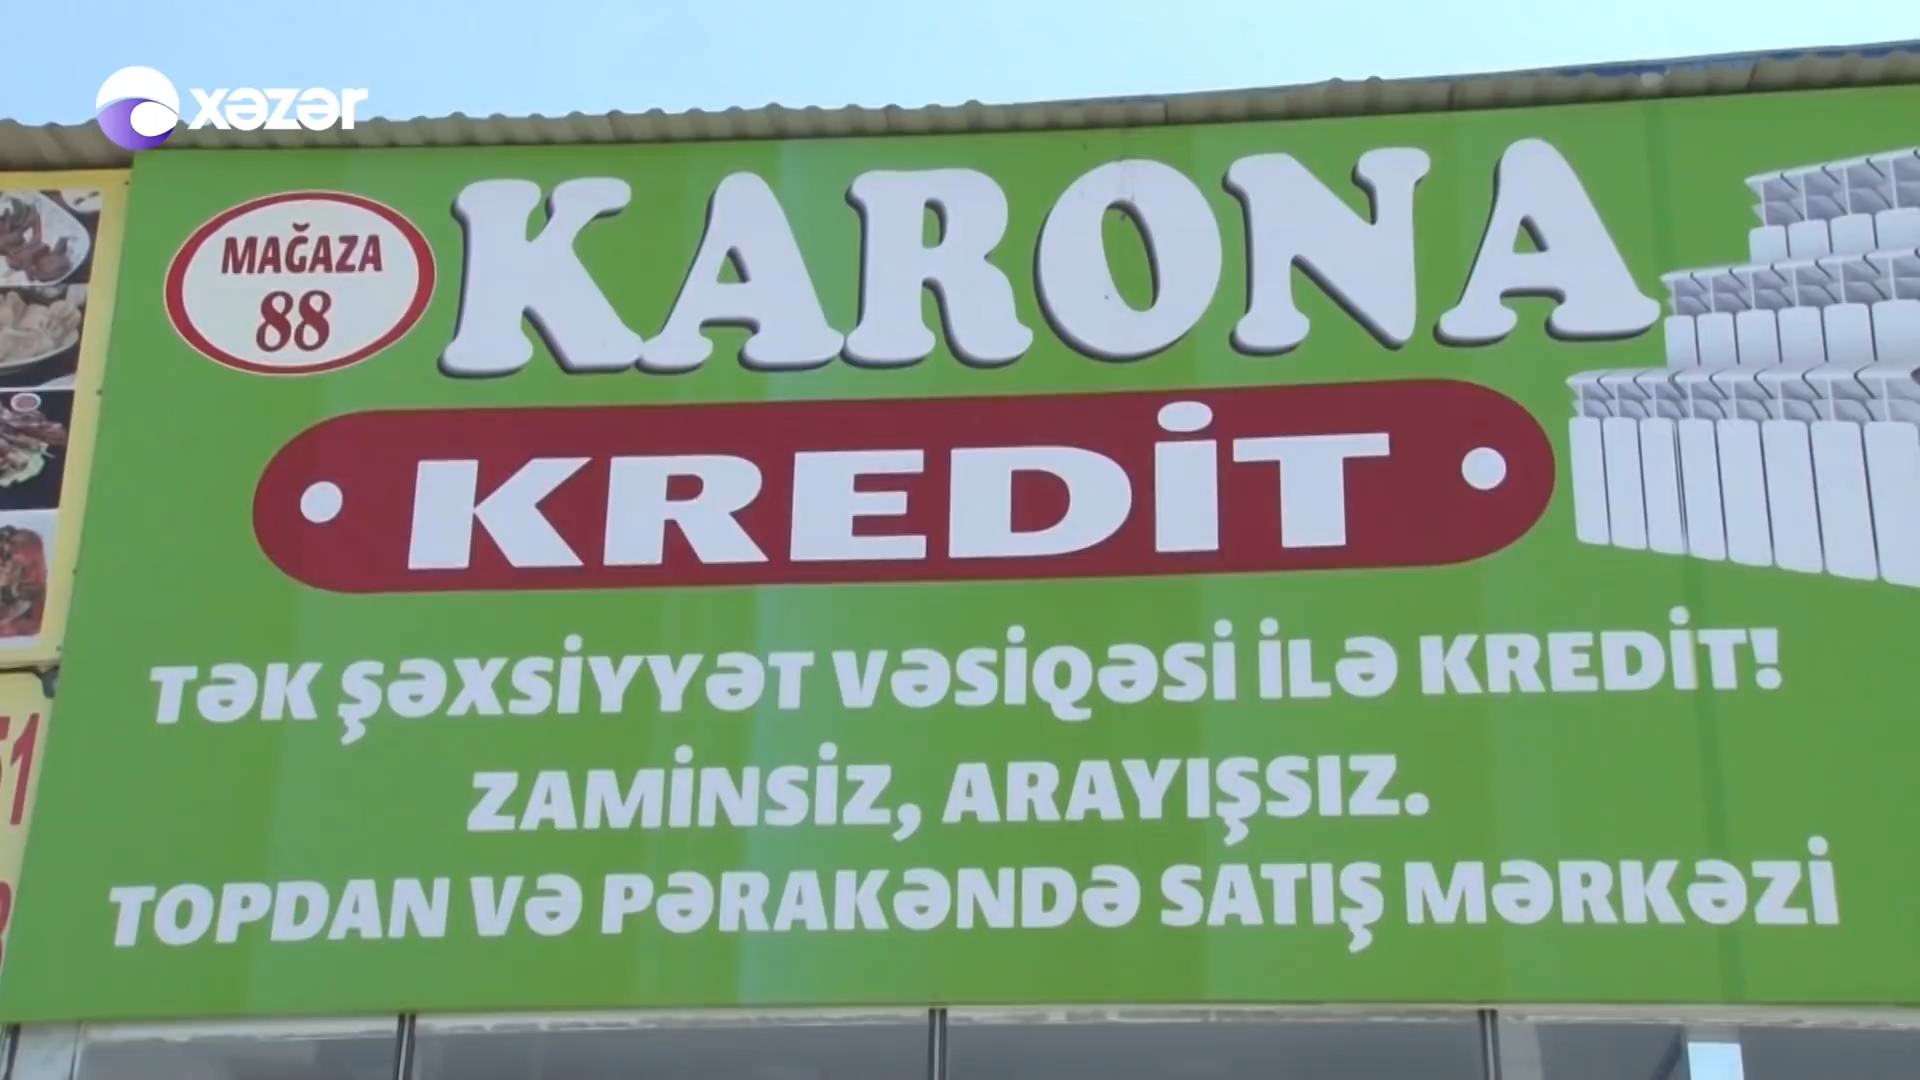 xəzər
MAĞAZA
88
KARONA
• KREDİT •
TƏK ŞƏXSİYYƏT VƏSİQƏSİ İLƏ KREDİT!
ZAMİNSİZ, ARAYIŞSIZ.
TOPDAN VƏ PƏRAKƏNDƏ SATIŞ MƏRKƏZİ